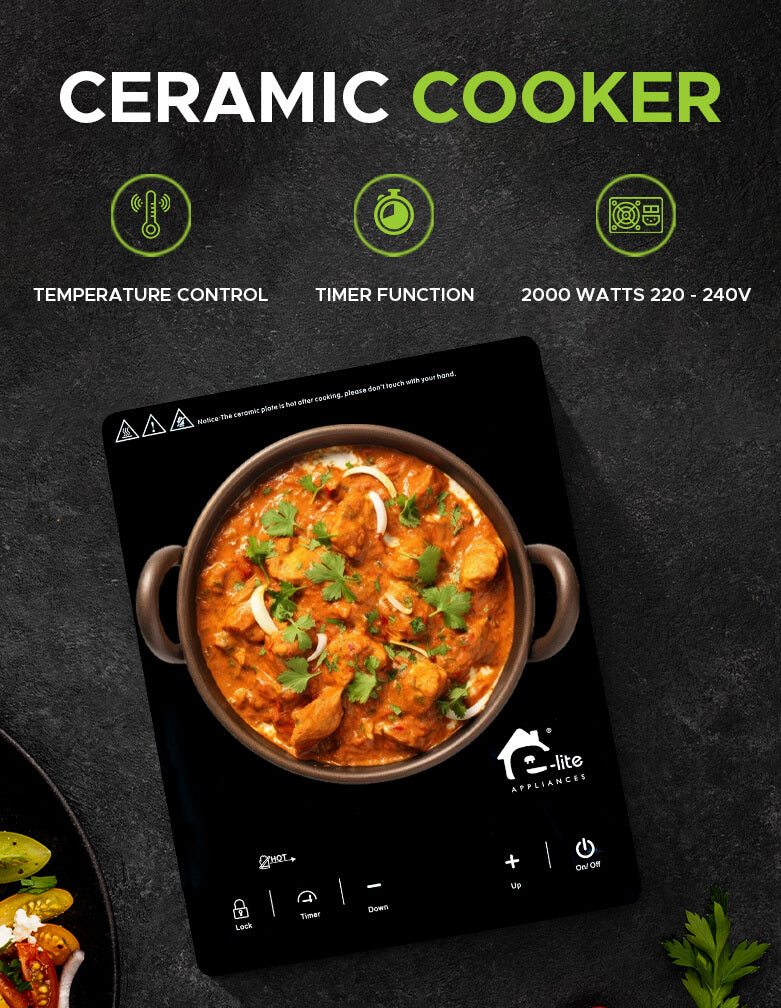 CERAMIC COOKER
TEMPERATURE CONTROL
TIMER FUNCTION
2000 WATTS 220 - 240V
Notice:The ceramic plate is hot after cooking, please don't touch with your hand.
e-lite®
APPLIANCES
HOT
Lock
Timer
Down
Up
On/ Off